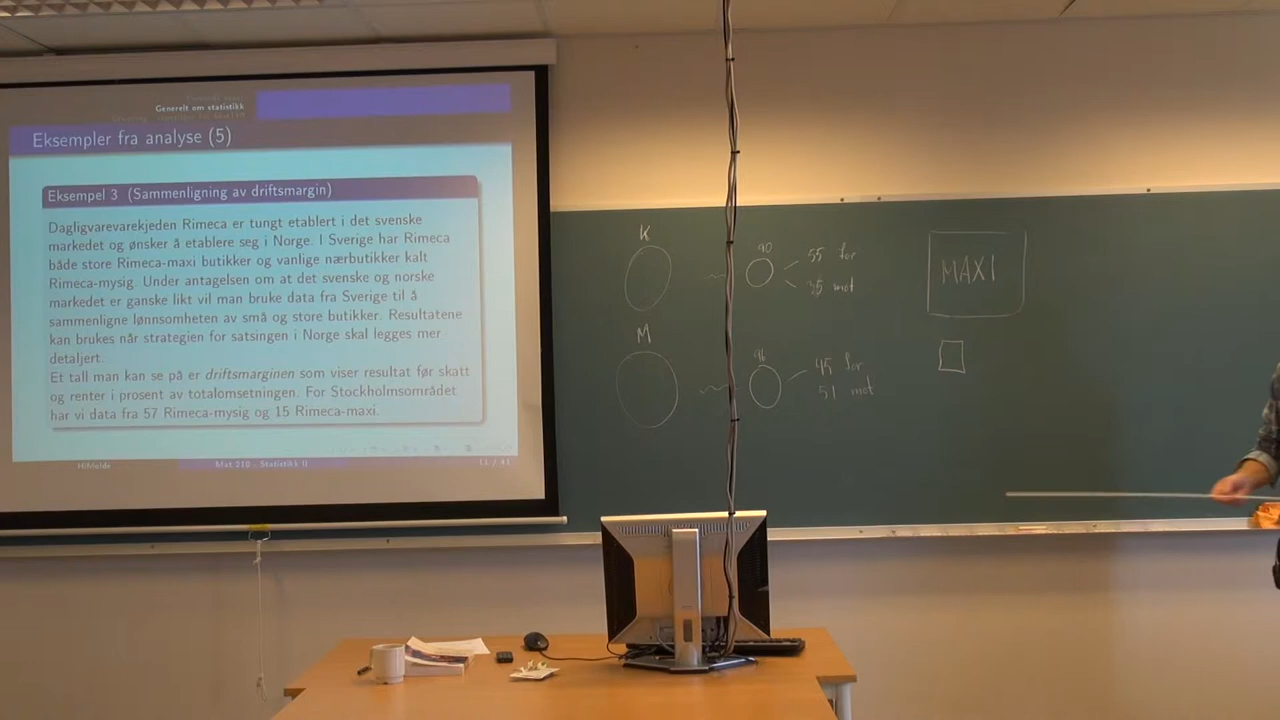 Generelt om statistikk
Eksempler fra analyse (5)
Eksempel 3 (Sammenligning av driftsmargin)
Dagligvarevarekjeden Rimeca er tungt etablert i det svenske
markedet og ønsker å etablere seg i Norge. I Sverige har Rimeca
både store Rimeca-maxi butikker og vanlige nærbutikker kalt
Rimeca-mysig. Under antagelsen om at det svenske og norske
markedet er ganske likt vil man bruke data fra Sverige til å
sammenligne lønnsomheten av små og store butikker. Resultatene
kan brukes når strategien for satsingen i Norge skal legges mer
detaljert.
Et tall man kan se på er driftsmarginen som viser resultat før skatt
og renter i prosent av totalomsetningen. For Stockholmsområdet
har vi data fra 57 Rimeca-mysig og 15 Rimeca-maxi.
HiMolde
Mat 210 - Statistikk II
11 / 41
K
90
55 for
35 mot
M
96
45 for
51 mot
MAXI